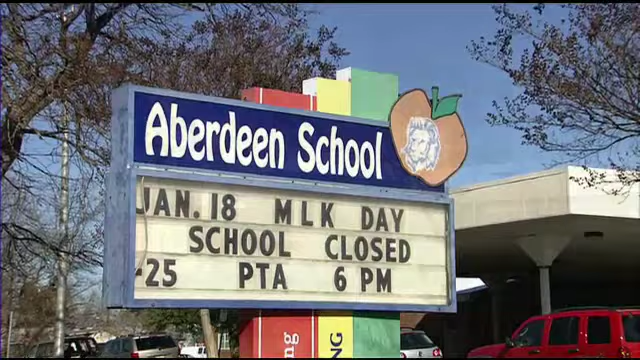 Aberdeen School
JAN. 18 MLK DAY
SCHOOL CLOSED
-25 PTA 6 PM